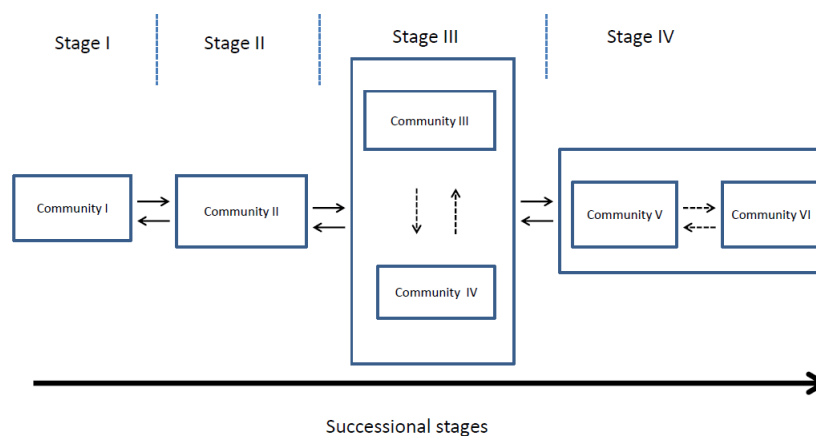 Stage I
Stage II
Stage III
Stage IV
Community I
Community II
Community III
Community IV
Community V
Community VI
Successional stages